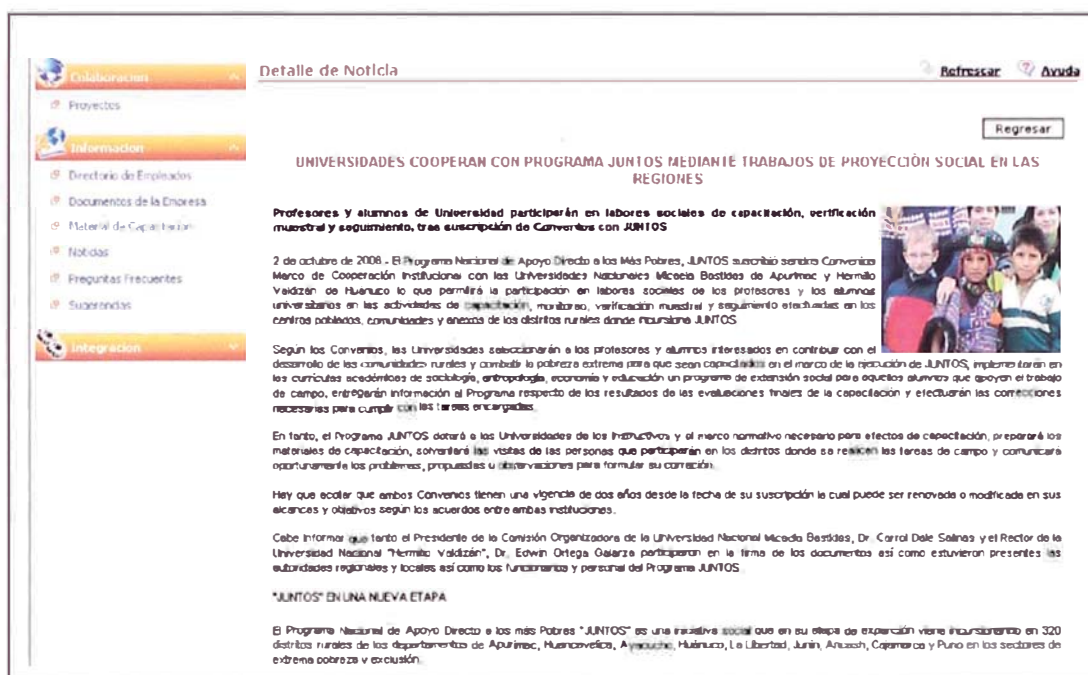 Colaboracion
Proyectos
Informacion
Directorio de Empleados
Documentos de la Empresa
Material de Capacitacion
Noticias
Preguntas Frecuentes
Sugerencias
Integracion
Detalle de Noticia
Refrescar Ayuda
Regresar
UNIVERSIDADES COOPERAN CON PROGRAMA JUNTOS MEDIANTE TRABAJOS DE PROYECCIÓN SOCIAL EN LAS
REGIONES
Profesores y alumnos de Universidad participarán en labores sociales de capacitación, verificación
muestral y seguimiento, tras suscripción de Convenios con JUNTOS
2 de octubre de 2006 - El Programa Nacional de Apoyo Directo a los Más Pobres, JUNTOS suscribió sendos Convenios
Marco de Cooperación Institucional con las Universidades Nacionales Micaela Bastidas de Apurimac y Hermilio
Valdizán de Huanuco lo que permitirá la participación en labores sociales de los profesores y los alumnos
universitarios en las actividades de capacitación, monitoreo, verificación muestral y seguimiento efectuadas en los
centros poblados, comunidades y anexos de los distritos rurales donde incursiona JUNTOS
Según los Convenios, las Universidades seleccionarán a los profesores y alumnos interesados en contribuir con el
desarrollo de las comunidades rurales y combatir la pobreza extrema para que sean capacitados en el marco de la ejecución de JUNTOS, implementarán en
las currículas académicas de sociología, antropología, economía y educación un programa de extensión social para aquellos alumnos que apoyen el trabajo
de campo, entregarán información al Programa respecto de los resultados de las evaluaciones finales de la capacitación y efectuarán las correcciones
necesarias para cumplir con las tareas encargadas.
En tanto, el Programa JUNTOS dotará a las Universidades de los instructivos y el marco normativo necesario para efectos de capacitación, preparará los
materiales de capacitación, solventará las visitas de las personas que participarán en los distritos donde se realicen las tareas de campo y comunicará
oportunamente los problemas, propuestas u observaciones para formular su corrección.
Hay que acotar que ambos Convenios tienen una vigencia de dos años desde la fecha de su suscripción la cual puede ser renovada o modificada en sus
alcances y objetivos según los acuerdos entre ambas instituciones.
Cabe informar que tanto el Presidente de la Comisión Organizadora de la Universidad Nacional Micaela Bastidas, Dr. Carrol Dale Salinas y el Rector de la
Universidad Nacional "Hermilio Valdizán", Dr. Edwin Ortega Galarza participaron en la firma de los documentos así como estuvieron presentes las
autoridades regionales y locales así como los funcionarios y personal del Programa JUNTOS
"JUNTOS" EN UNA NUEVA ETAPA
El Programa Nacional de Apoyo Directo a los más Pobres "JUNTOS" es una iniciativa social que en su etapa de expansión viene incursionando en 320
distritos rurales de los departamentos de Apurímac, Huancavelica, Ayacucho, Huánuco, La Libertad, Junín, Ancash, Cajamarca y Puno en los sectores de
extrema pobreza y exclusión.